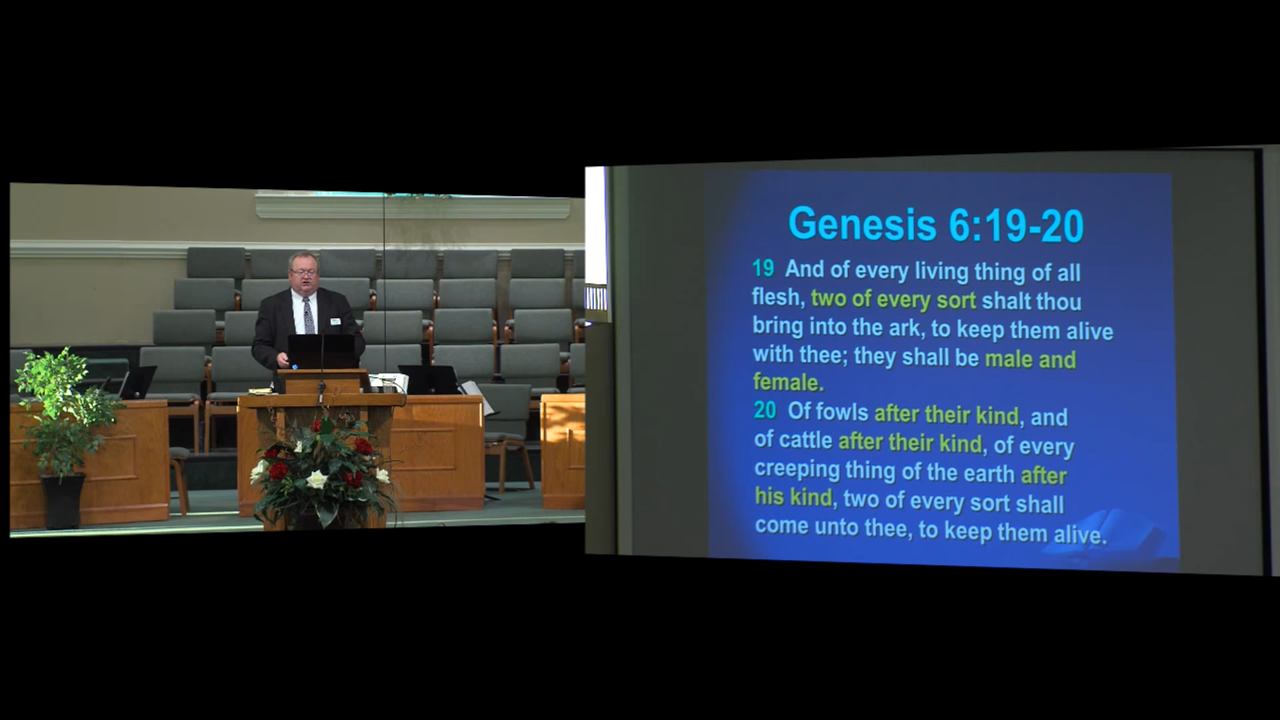 Genesis 6:19-20
19 And of every living thing of all
flesh, two of every sort shalt thou
bring into the ark, to keep them alive
with thee; they shall be male and
female.
20 Of fowls after their kind, and
of cattle after their kind, of every
creeping thing of the earth after
his kind, two of every sort shall
come unto thee, to keep them alive.